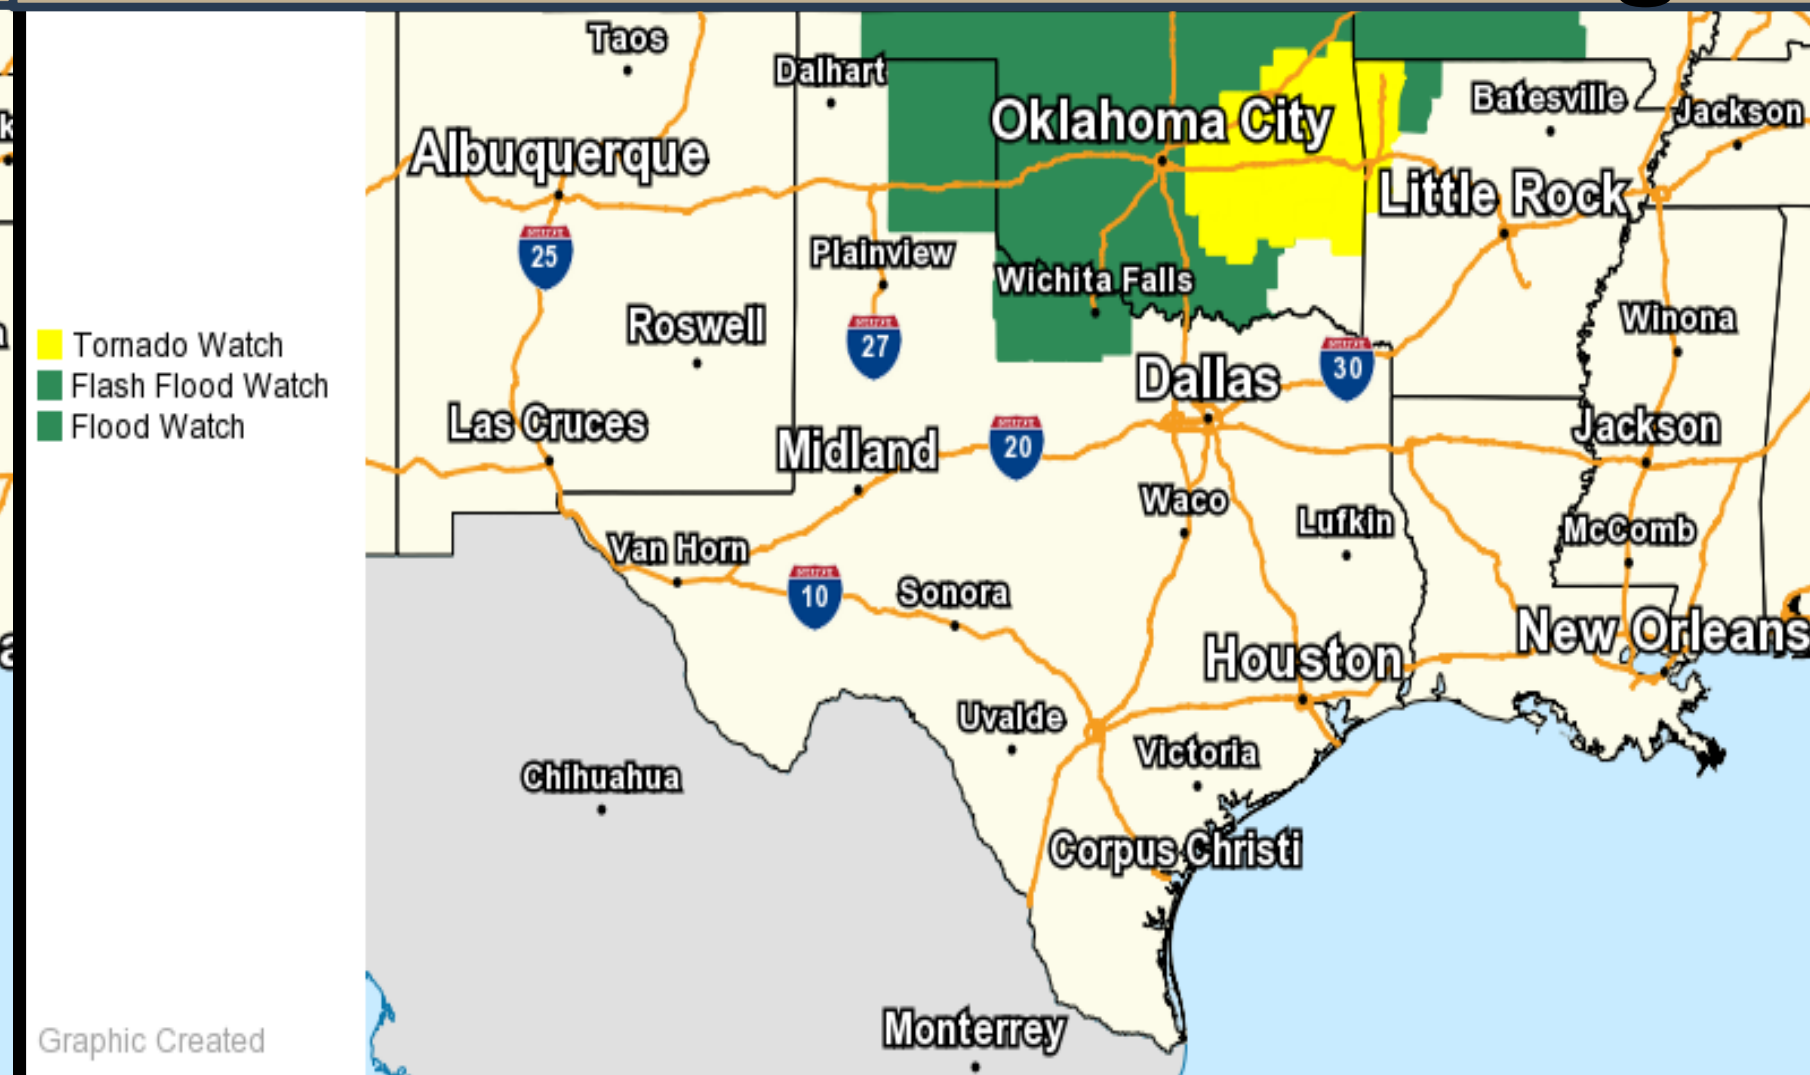 Tornado Watch
Flash Flood Watch
Flood Watch
Graphic Created
Taos
Dalhart
Oklahoma City
Batesville
Jackson
Albuquerque
Little Rock
25
Plainview
Wichita Falls
Roswell
27
Winona
30
Dallas
Las Cruces
Midland
20
Jackson
Waco
Lufkin
McComb
Van Horn
10
Sonora
New Orleans
Houston
Uvalde
Victoria
Chihuahua
Corpus Christi
Monterrey